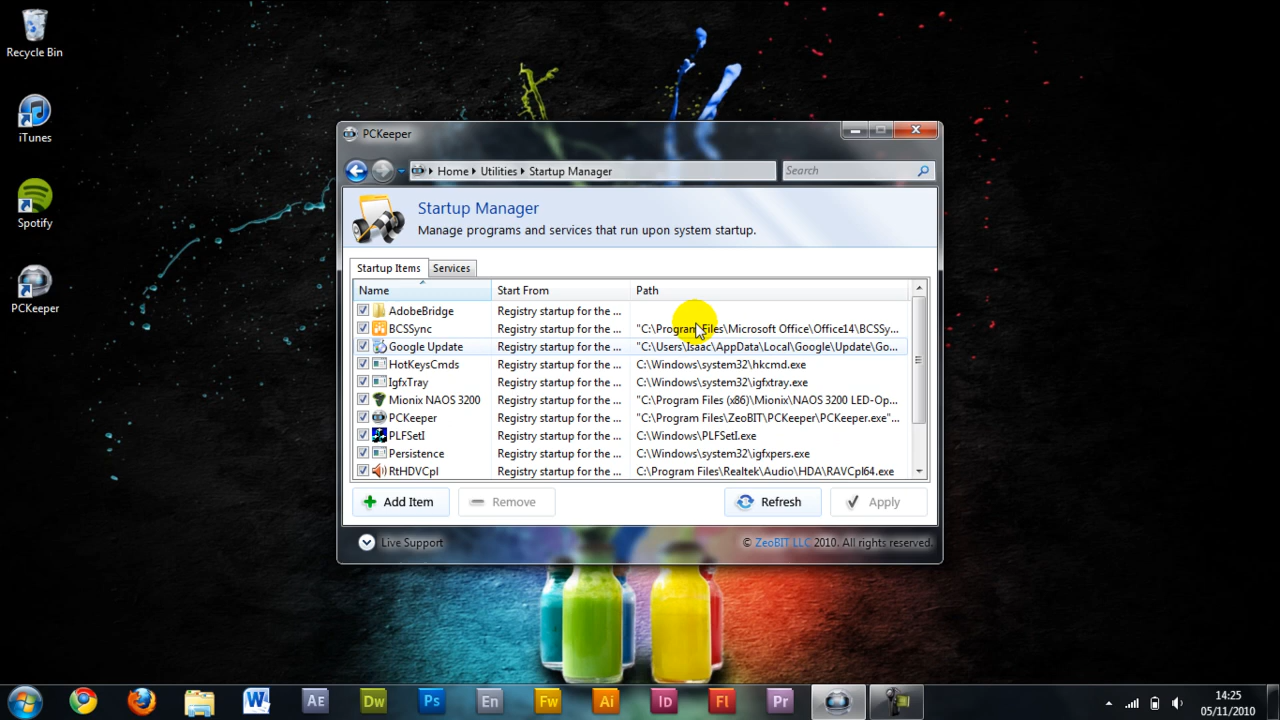 Recycle Bin
iTunes
Spotify
PCKeeper
PCKeeper
Home Utilities Startup Manager
Search
Startup Manager
Manage programs and services that run upon system startup.
Startup Items Services
Name Start From Path
AdobeBridge Registry startup for the ...
BCSSync Registry startup for the ... "C:\Program Files\Microsoft Office\Office14\BCSSy...
Google Update Registry startup for the ... "C:\Users\Isaac\AppData\Local\Google\Update\Go...
HotKeysCmds Registry startup for the ... C:\Windows\system32\hkcmd.exe
IgfxTray Registry startup for the ... C:\Windows\system32\igfxtray.exe
Mionix NAOS 3200 Registry startup for the ... "C:\Program Files (x86)\Mionix\NAOS 3200 LED-Op...
PCKeeper Registry startup for the ... "C:\Program Files\ZeoBIT\PCKeeper\PCKeeper.exe"...
PLFSetI Registry startup for the ... C:\Windows\PLFSetI.exe
Persistence Registry startup for the ... C:\Windows\system32\igfxpers.exe
RtHDVCpl Registry startup for the ... C:\Program Files\Realtek\Audio\HDA\RAVCpl64.exe
Add Item Remove Refresh Apply
Live Support © ZeoBIT LLC 2010, All rights reserved.
W AE Dw Ps En Fw Ai Id Fl Pr
14:25
05/11/2010